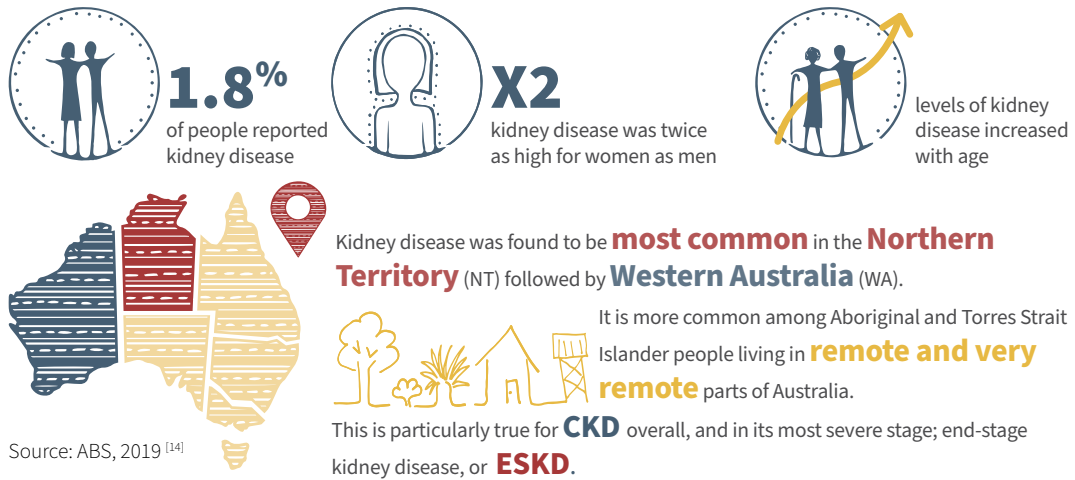 1.8%
of people reported
kidney disease
X2
kidney disease was twice
as high for women as men
levels of kidney
disease increased
with age
Kidney disease was found to be most common in the Northern
Territory (NT) followed by Western Australia (WA).
It is more common among Aboriginal and Torres Strait
Islander people living in remote and very
remote parts of Australia.
This is particularly true for CKD overall, and in its most severe stage; end-stage
kidney disease, or ESKD.
Source: ABS, 2019 [14]